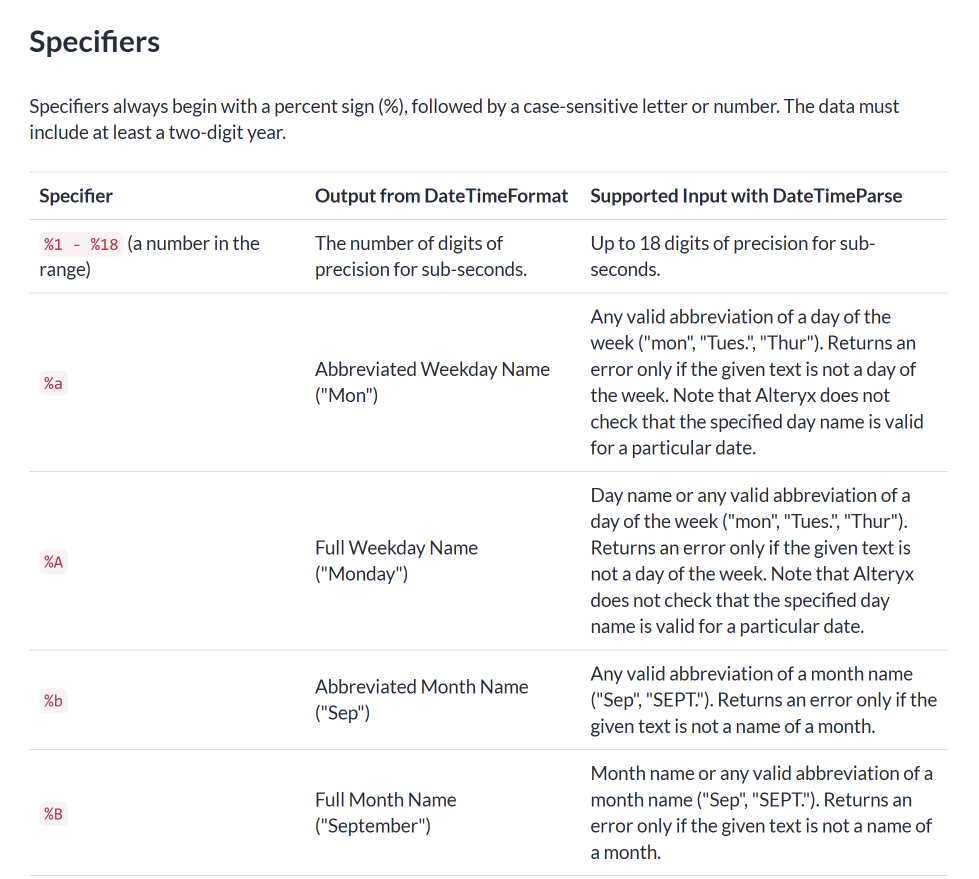 Specifiers
Specifiers always begin with a percent sign (%), followed by a case-sensitive letter or number. The data must
include at least a two-digit year.
Specifier
Output from DateTimeFormat
Supported Input with DateTimeParse
%1 - %18 (a number in the
range)
The number of digits of
precision for sub-seconds.
Up to 18 digits of precision for sub-
seconds.
%a
Abbreviated Weekday Name
("Mon")
Any valid abbreviation of a day of the
week ("mon", "Tues.", "Thur"). Returns an
error only if the given text is not a day of
the week. Note that Alteryx does not
check that the specified day name is valid
for a particular date.
%A
Full Weekday Name
("Monday")
Day name or any valid abbreviation of a
day of the week ("mon", "Tues.", "Thur").
Returns an error only if the given text is
not a day of the week. Note that Alteryx
does not check that the specified day
name is valid for a particular date.
%b
Abbreviated Month Name
("Sep")
Any valid abbreviation of a month name
("Sep", "SEPT."). Returns an error only if the
given text is not a name of a month.
%B
Full Month Name
("September")
Month name or any valid abbreviation of a
month name ("Sep", "SEPT."). Returns an
error only if the given text is not a name of
a month.